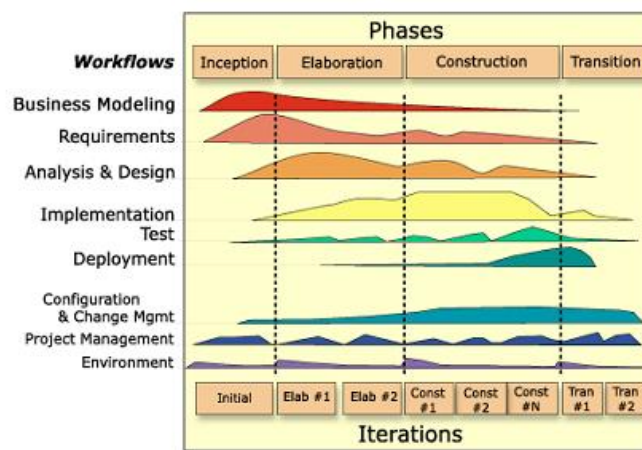 Phases
Workflows
Inception
Elaboration
Construction
Transition
Business Modeling
Requirements
Analysis & Design
Implementation
Test
Deployment
Configuration
& Change Mgmt
Project Management
Environment
Initial
Elab #1
Elab #2
Const
#1
Const
#2
Const
#N
Tran
#1
Tran
#2
Iterations